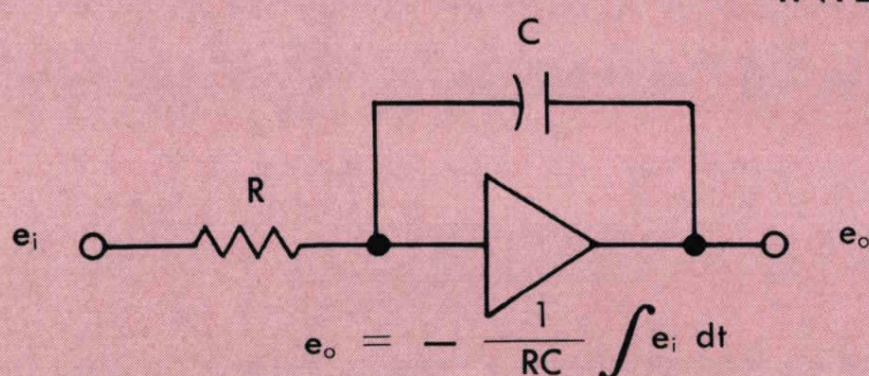 C
R
eᵢ
eₒ
eₒ = - 1/RC ∫ eᵢ dt